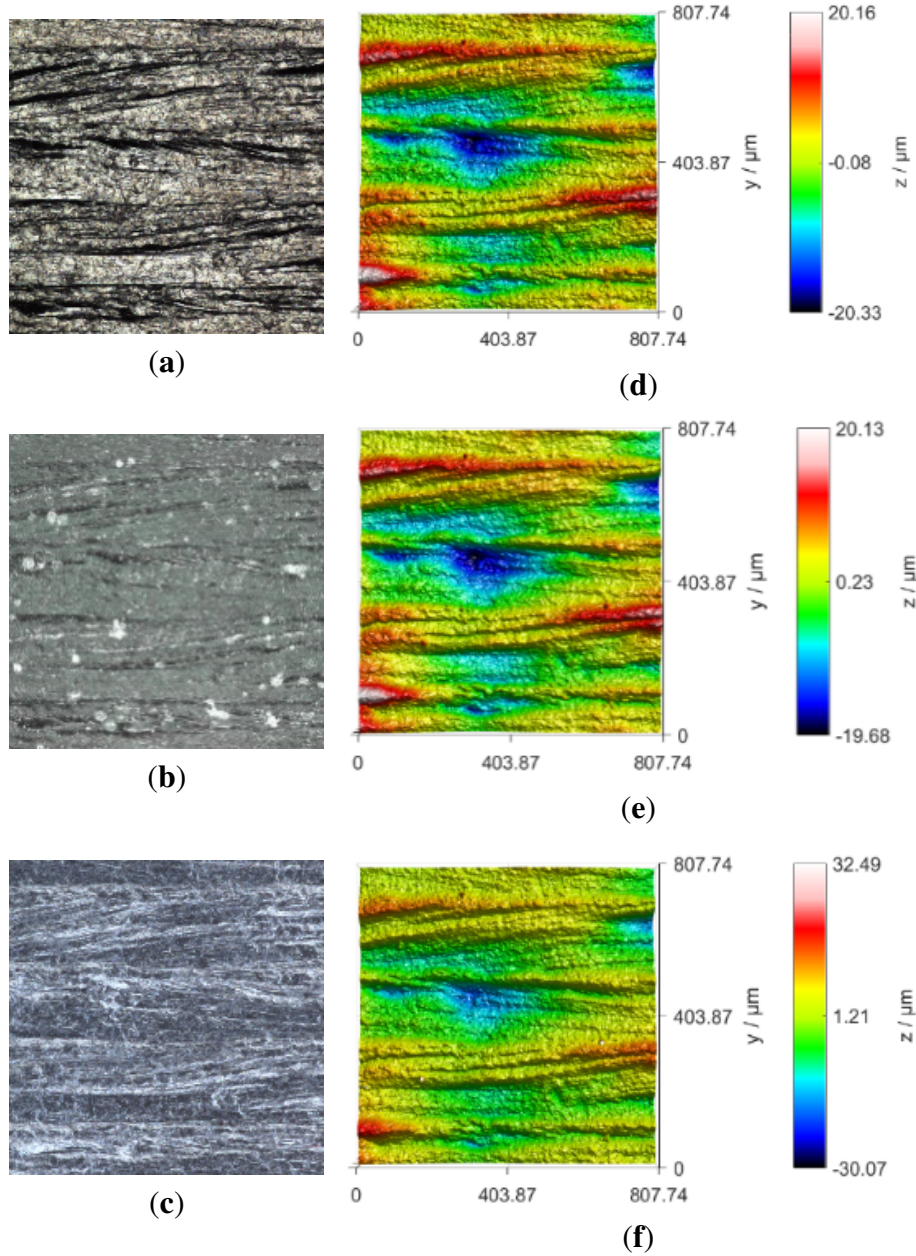 807.74
20.16
403.87
y / µm
-0.08
z / µm
0
-20.33
0 403.87 807.74
(a)
(d)
807.74
20.13
403.87
y / µm
0.23
z / µm
0
-19.68
0 403.87 807.74
(b)
(e)
807.74
32.49
403.87
y / µm
1.21
z / µm
0
-30.07
0 403.87 807.74
(c)
(f)